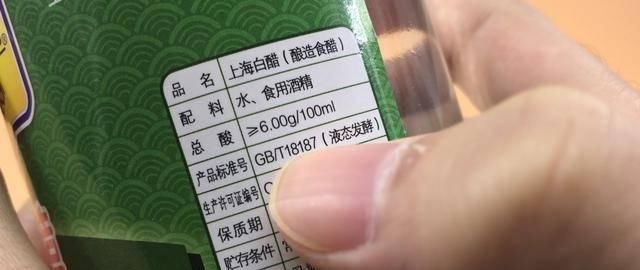 品名 上海白醋（酿造食醋）
配料 水、食用酒精
总酸 ≥6.00g/100ml
产品标准号 GB/T18187（液态发酵）
生产许可证编号
保质期
贮存条件